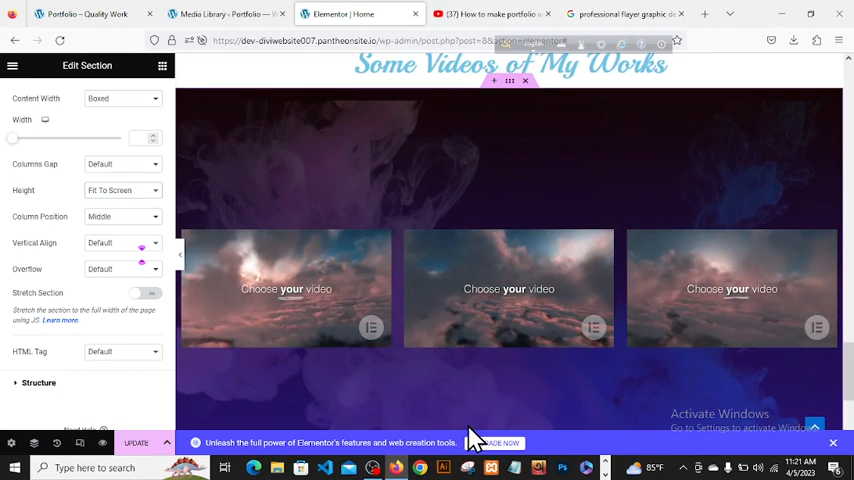 Portfolio – Quality Work
Media Library ‹ Portfolio — W
Elementor | Home
(37) How to make portfolio w
professional flayer graphic de
https://dev-diviwebsite007.pantheonsite.io/wp-admin/post.php?post=8&action=elementor#
Edit Section
Some Videos of My Works
Content Width
Boxed
Width
Columns Gap
Default
Height
Fit To Screen
Column Position
Middle
Vertical Align
Default
Overflow
Default
Stretch Section
Stretch the section to the full width of the page
using JS. Learn more.
HTML Tag
Default
Structure
Need Help
Choose your video
Choose your video
Choose your video
Activate Windows
Go to Settings to activate Windows.
UPDATE
Unleash the full power of Elementor's features and web creation tools.
ADE NOW
Type here to search
85°F
11:21 AM
4/5/2023